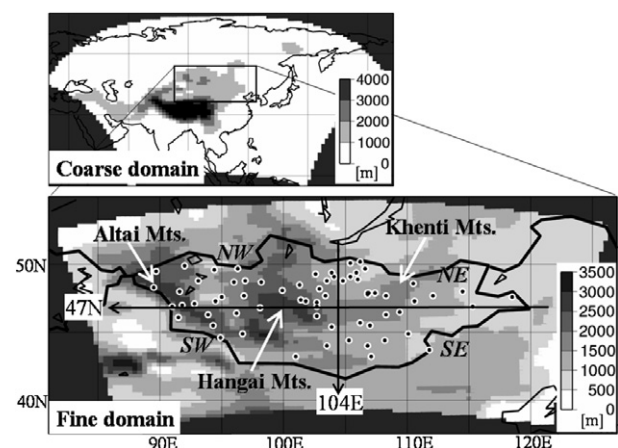 4000
3000
2000
1000
0
[m]
Coarse domain
Altai Mts.
NW
Khenti Mts.
NE
50N
47N
SW
SE
Hangai Mts.
104E
40N
Fine domain
3500
3000
2500
2000
1500
1000
500
0
[m]
90E 100E 110E 120E